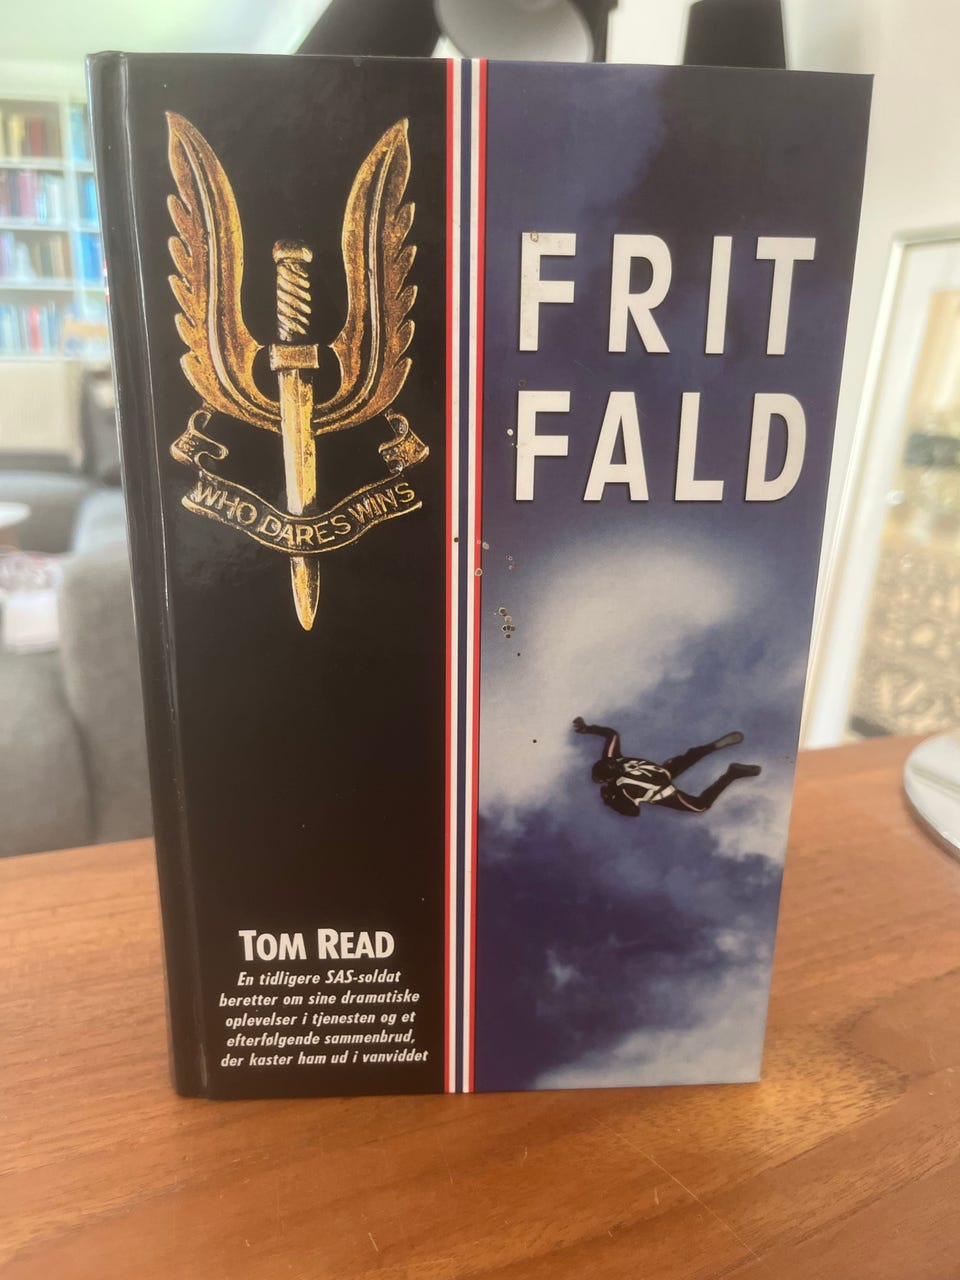 WHO DARES WINS
FRIT
FALD
TOM READ
En tidligere SAS-soldat
beretter om sine dramatiske
oplevelser i tjenesten og et
efterfølgende sammenbrud,
der kaster ham ud i vanviddet